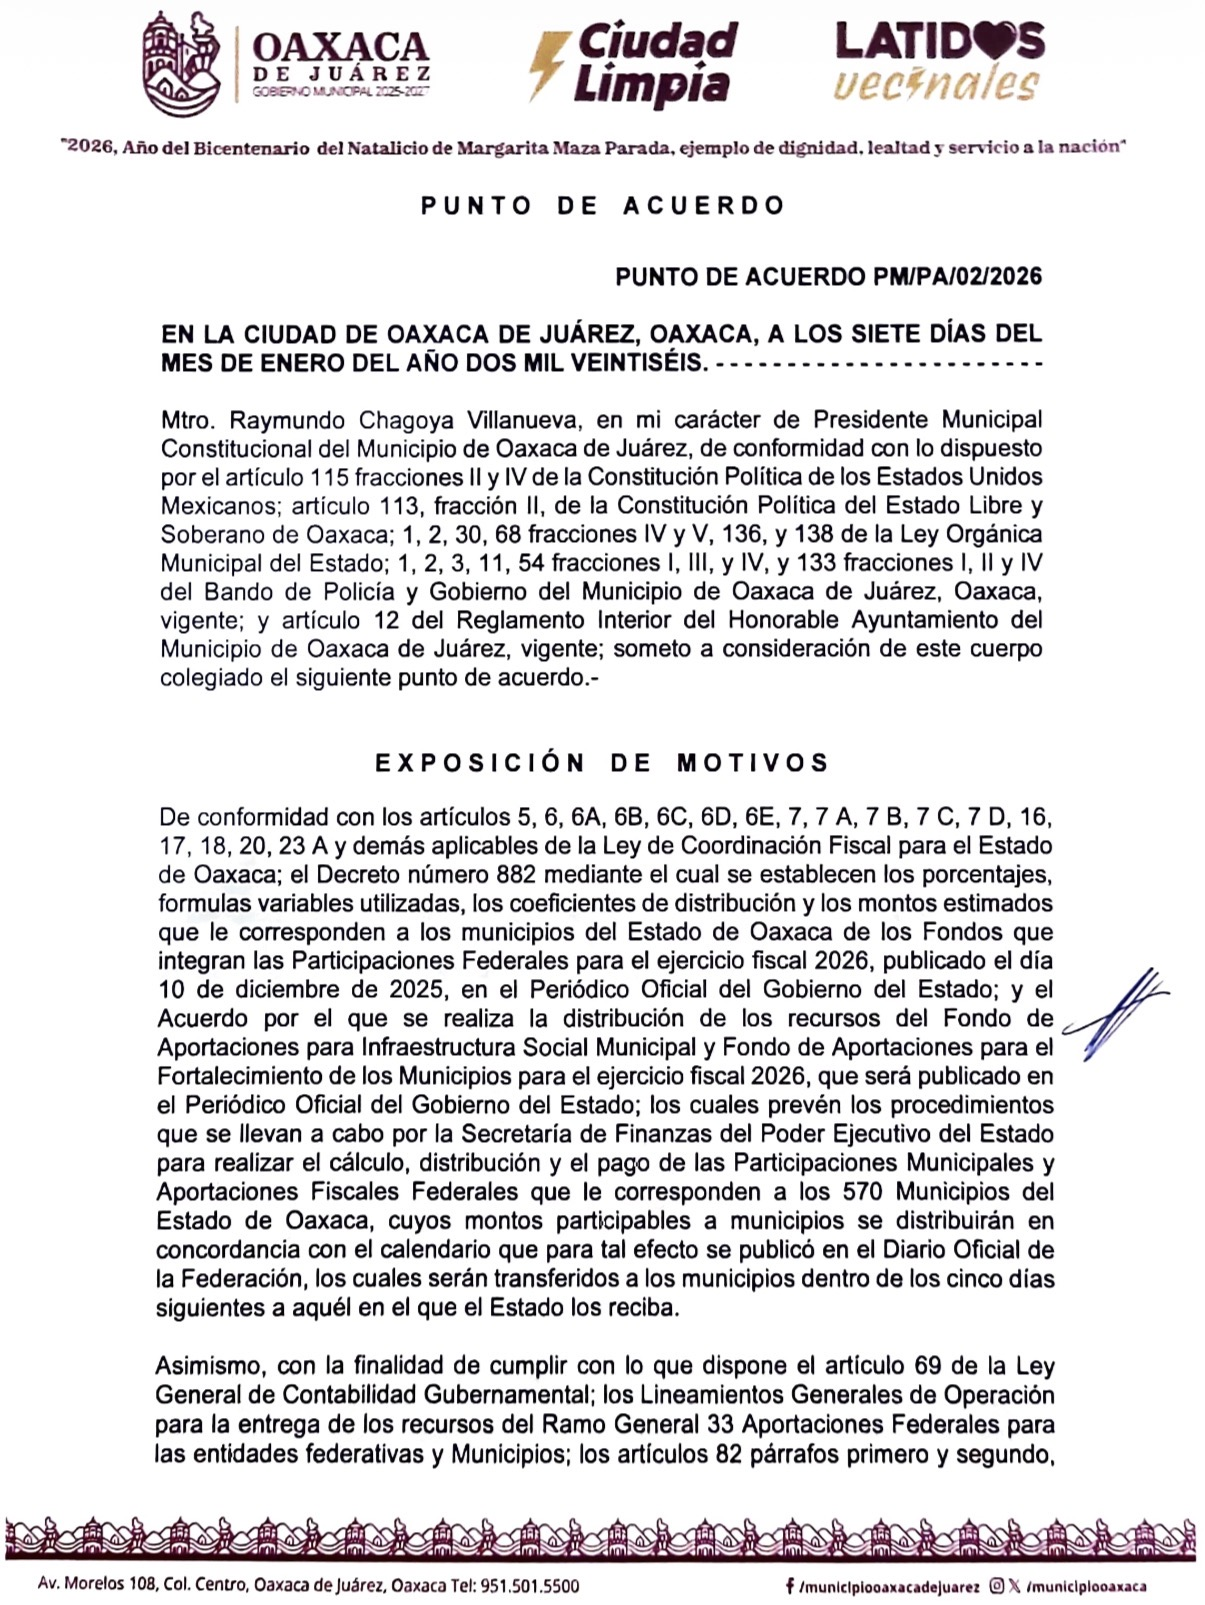 OAXACA
DE JUÁREZ
GOBIERNO MUNICIPAL 2025-2027
Ciudad
Limpia
LATIDOS
vecinales
"2026, Año del Bicentenario del Natalicio de Margarita Maza Parada, ejemplo de dignidad, lealtad y servicio a la nación"
PUNTO DE ACUERDO
PUNTO DE ACUERDO PM/PA/02/2026
EN LA CIUDAD DE OAXACA DE JUÁREZ, OAXACA, A LOS SIETE DÍAS DEL
MES DE ENERO DEL AÑO DOS MIL VEINTISÉIS. - - - - - - - - - - - - - - - - - - - - - - -
Mtro. Raymundo Chagoya Villanueva, en mi carácter de Presidente Municipal
Constitucional del Municipio de Oaxaca de Juárez, de conformidad con lo dispuesto
por el artículo 115 fracciones II y IV de la Constitución Política de los Estados Unidos
Mexicanos; artículo 113, fracción II, de la Constitución Política del Estado Libre y
Soberano de Oaxaca; 1, 2, 30, 68 fracciones IV y V, 136, y 138 de la Ley Orgánica
Municipal del Estado; 1, 2, 3, 11, 54 fracciones I, III, y IV, y 133 fracciones I, II y IV
del Bando de Policía y Gobierno del Municipio de Oaxaca de Juárez, Oaxaca,
vigente; y artículo 12 del Reglamento Interior del Honorable Ayuntamiento del
Municipio de Oaxaca de Juárez, vigente; someto a consideración de este cuerpo
colegiado el siguiente punto de acuerdo.-
EXPOSICIÓN DE MOTIVOS
De conformidad con los artículos 5, 6, 6A, 6B, 6C, 6D, 6E, 7, 7 A, 7 B, 7 C, 7 D, 16,
17, 18, 20, 23 A y demás aplicables de la Ley de Coordinación Fiscal para el Estado
de Oaxaca; el Decreto número 882 mediante el cual se establecen los porcentajes,
formulas variables utilizadas, los coeficientes de distribución y los montos estimados
que le corresponden a los municipios del Estado de Oaxaca de los Fondos que
integran las Participaciones Federales para el ejercicio fiscal 2026, publicado el día
10 de diciembre de 2025, en el Periódico Oficial del Gobierno del Estado; y el
Acuerdo por el que se realiza la distribución de los recursos del Fondo de
Aportaciones para Infraestructura Social Municipal y Fondo de Aportaciones para el
Fortalecimiento de los Municipios para el ejercicio fiscal 2026, que será publicado en
el Periódico Oficial del Gobierno del Estado; los cuales prevén los procedimientos
que se llevan a cabo por la Secretaría de Finanzas del Poder Ejecutivo del Estado
para realizar el cálculo, distribución y el pago de las Participaciones Municipales y
Aportaciones Fiscales Federales que le corresponden a los 570 Municipios del
Estado de Oaxaca, cuyos montos participables a municipios se distribuirán en
concordancia con el calendario que para tal efecto se publicó en el Diario Oficial de
la Federación, los cuales serán transferidos a los municipios dentro de los cinco días
siguientes a aquél en el que el Estado los reciba.
Asimismo, con la finalidad de cumplir con lo que dispone el artículo 69 de la Ley
General de Contabilidad Gubernamental; los Lineamientos Generales de Operación
para la entrega de los recursos del Ramo General 33 Aportaciones Federales para
las entidades federativas y Municipios; los artículos 82 párrafos primero y segundo,
Av. Morelos 108, Col. Centro, Oaxaca de Juárez, Oaxaca Tel: 951.501.5500
/municipiooaxacadejuarez /municipiooaxaca